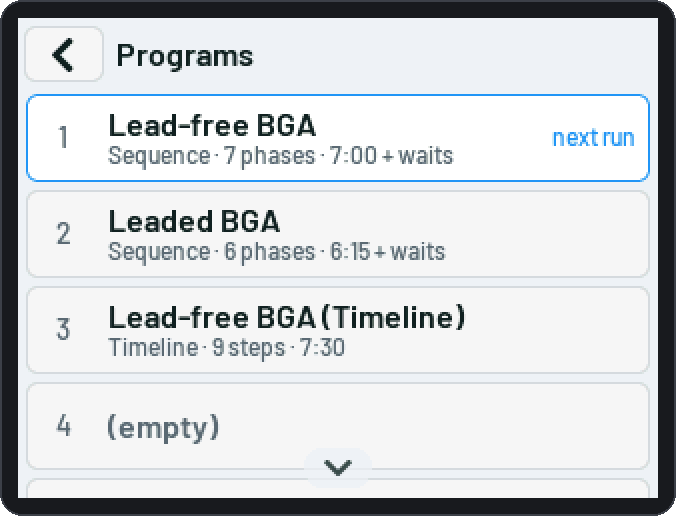 Programs
1
Lead-free BGA
Sequence · 7 phases · 7:00 + waits
next run
2
Leaded BGA
Sequence · 6 phases · 6:15 + waits
3
Lead-free BGA (Timeline)
Timeline · 9 steps · 7:30
4
(empty)